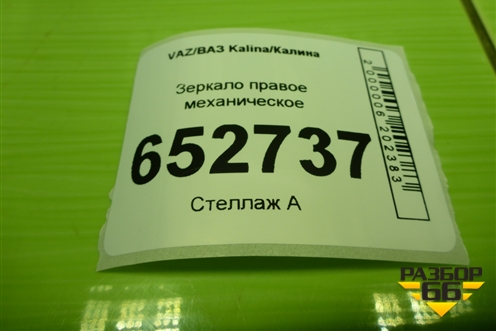 VAZ/ВАЗ Kalina/Калина
Зеркало правое
механическое
652737
Стеллаж А
2000006202383
РАЗБОР
66